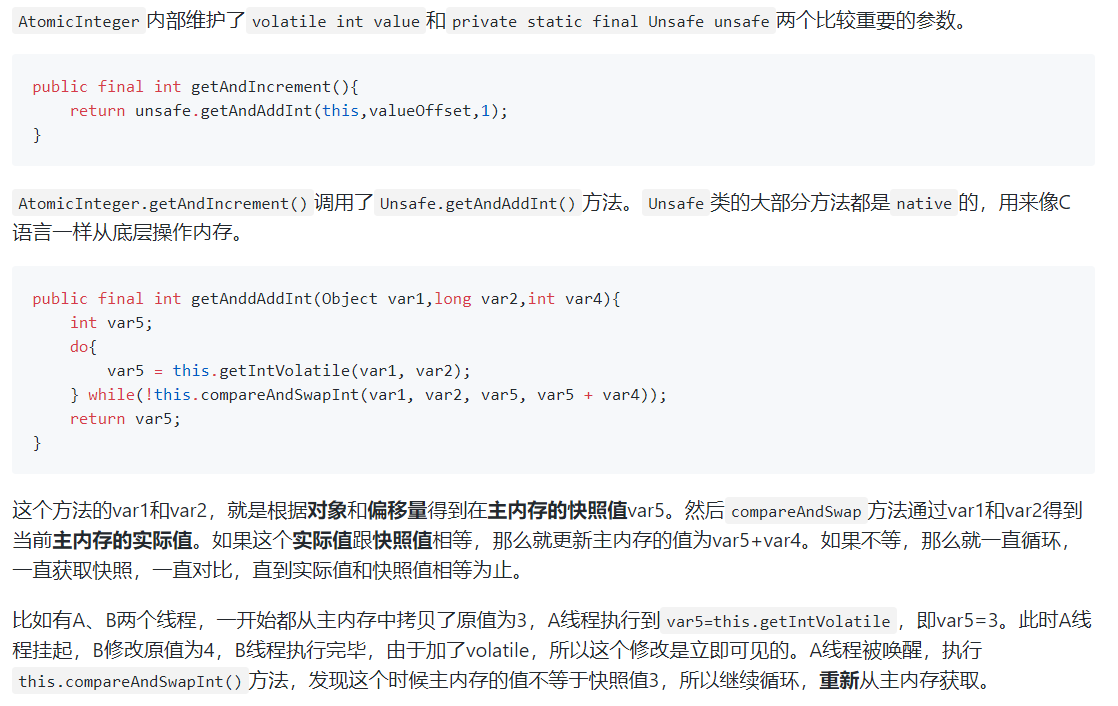 AtomicInteger内部维护了volatile int value和private static final Unsafe unsafe两个比较重要的参数。
public final int getAndIncrement(){
    return unsafe.getAndAddInt(this,valueOffset,1);
}
AtomicInteger.getAndIncrement()调用了Unsafe.getAndAddInt()方法。Unsafe类的大部分方法都是native的，用来像C
语言一样从底层操作内存。
public final int getAnddAddInt(Object var1,long var2,int var4){
    int var5;
    do{
        var5 = this.getIntVolatile(var1, var2);
    } while(!this.compareAndSwapInt(var1, var2, var5, var5 + var4));
    return var5;
}
这个方法的var1和var2，就是根据对象和偏移量得到在主内存的快照值var5。然后compareAndSwap方法通过var1和var2得到
当前主内存的实际值。如果这个实际值跟快照值相等，那么就更新主内存的值为var5+var4。如果不等，那么就一直循环，
一直获取快照，一直对比，直到实际值和快照值相等为止。
比如有A、B两个线程，一开始都从主内存中拷贝了原值为3，A线程执行到var5=this.getIntVolatile，即var5=3。此时A线
程挂起，B修改原值为4，B线程执行完毕，由于加了volatile，所以这个修改是立即可见的。A线程被唤醒，执行
this.compareAndSwapInt()方法，发现这个时候主内存的值不等于快照值3，所以继续循环，重新从主内存获取。